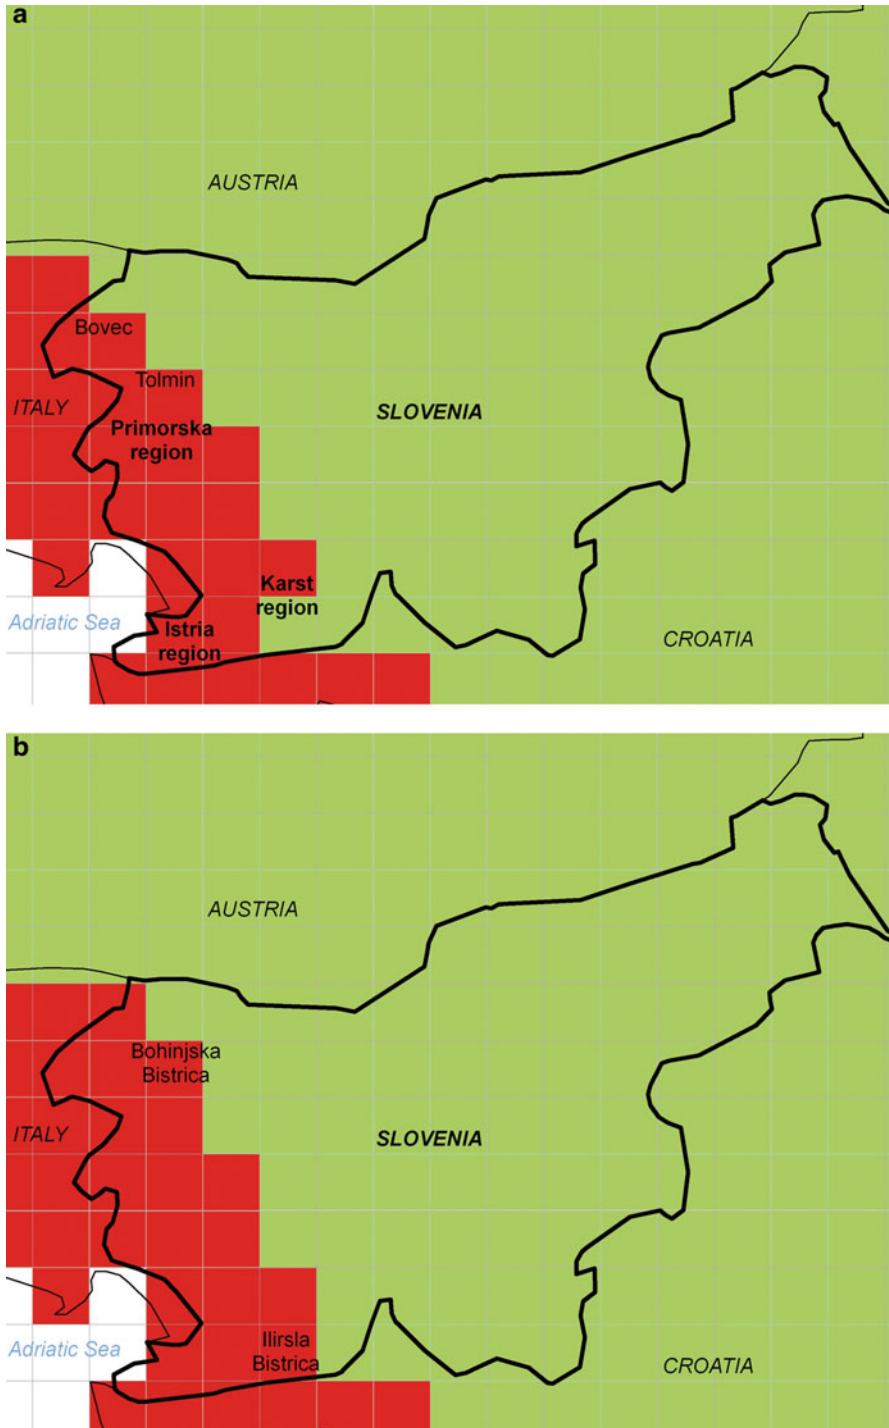 a
AUSTRIA
Bovec
Tolmin
ITALY
SLOVENIA
Primorska
region
Karst
region
Adriatic Sea
Istria
region
CROATIA
b
AUSTRIA
Bohinjska
Bistrica
ITALY
SLOVENIA
Ilirsla
Bistrica
Adriatic Sea
CROATIA